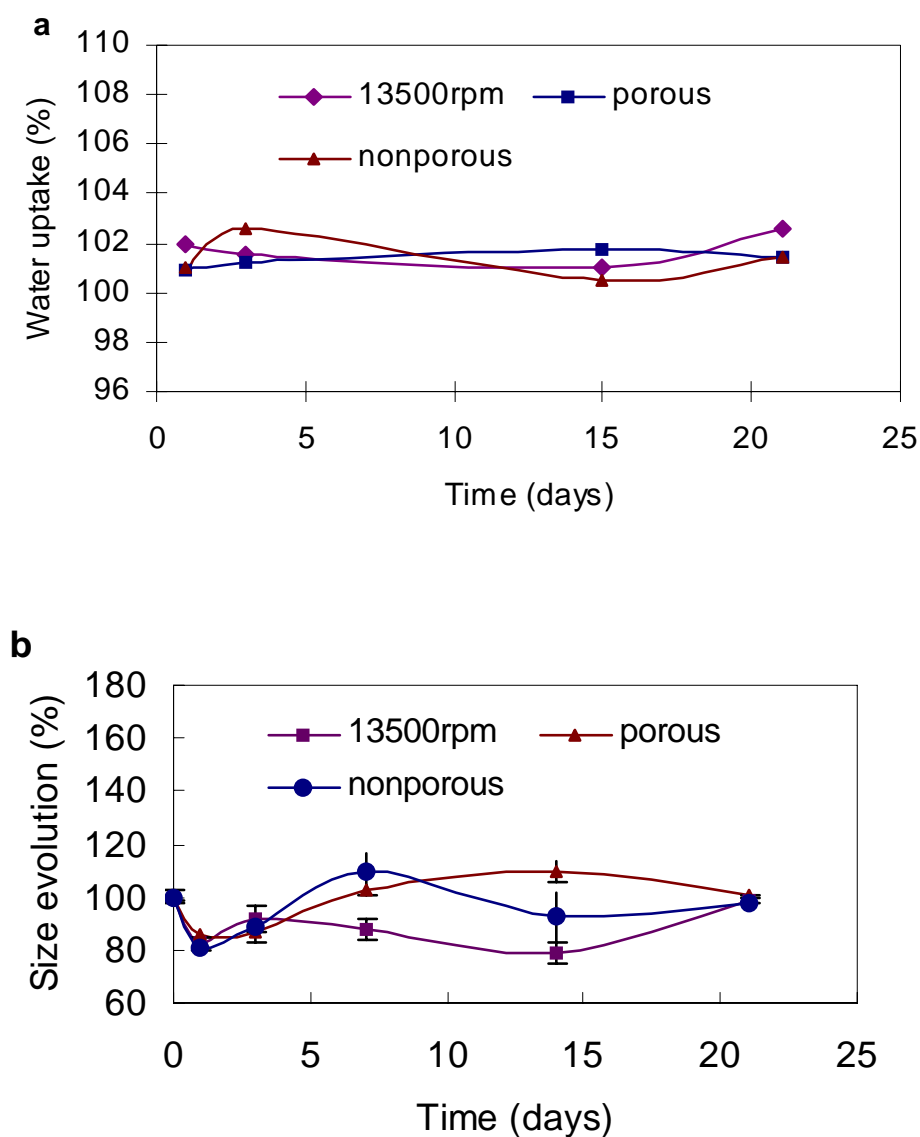 a
110
108
106
104
102
100
98
96
Water uptake (%)
13500rpm porous
nonporous
0 5 10 15 20 25
Time (days)
b
180
160
140
120
100
80
60
Size evolution (%)
13500rpm porous
nonporous
0 5 10 15 20 25
Time (days)